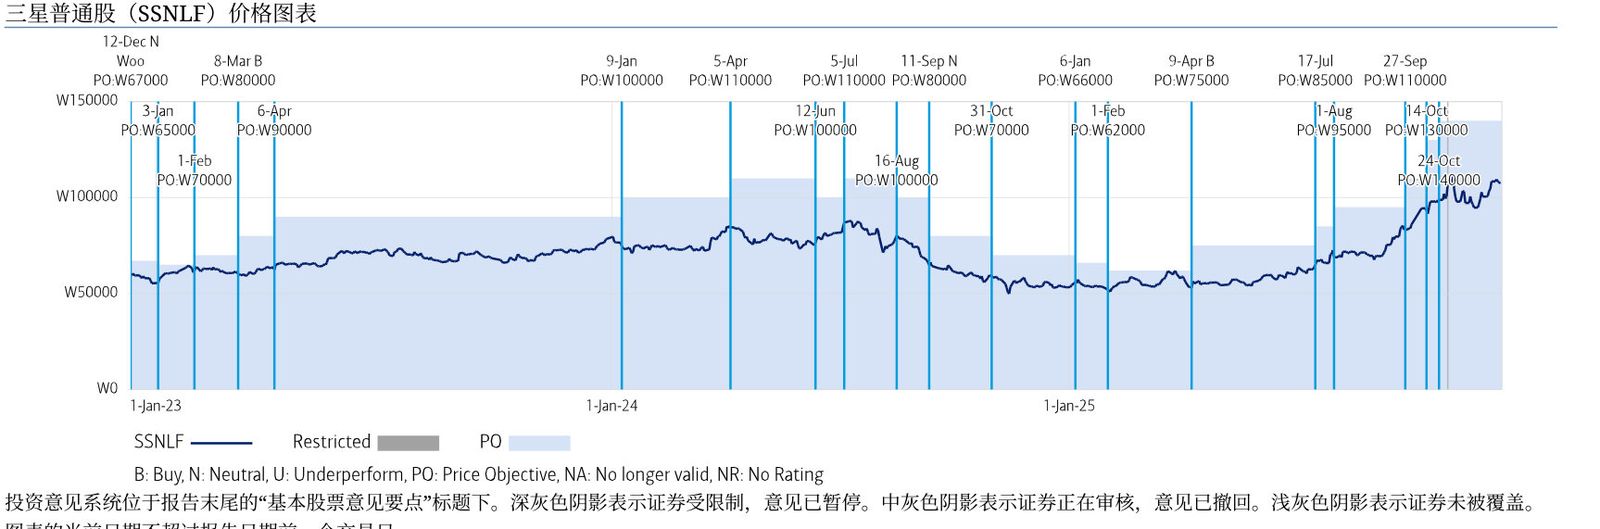 三星普通股（SSNLF）价格图表
12-Dec N
Woo 8-Mar B 9-Jan 5-Apr 5-Jul 11-Sep N 6-Jan 9-Apr B 17-Jul 27-Sep
PO:W67000 PO:W80000 PO:W100000 PO:W110000 PO:W110000 PO:W80000 PO:W66000 PO:W75000 PO:W85000 PO:W110000
W150000
3-Jan 6-Apr 12-Jun 31-Oct 1-Feb 1-Aug 14-Oct
PO:W65000 PO:W90000 PO:W100000 PO:W70000 PO:W62000 PO:W95000 PO:W130000
1-Feb 16-Aug 24-Oct
PO:W70000 PO:W100000 PO:W140000
W100000
W50000
W0
1-Jan-23 1-Jan-24 1-Jan-25
SSNLF Restricted PO
B: Buy, N: Neutral, U: Underperform, PO: Price Objective, NA: No longer valid, NR: No Rating
投资意见系统位于报告末尾的“基本股票意见要点”标题下。深灰色阴影表示证券受限制，意见已暂停。中灰色阴影表示证券正在审核，意见已撤回。浅灰色阴影表示证券未被覆盖。